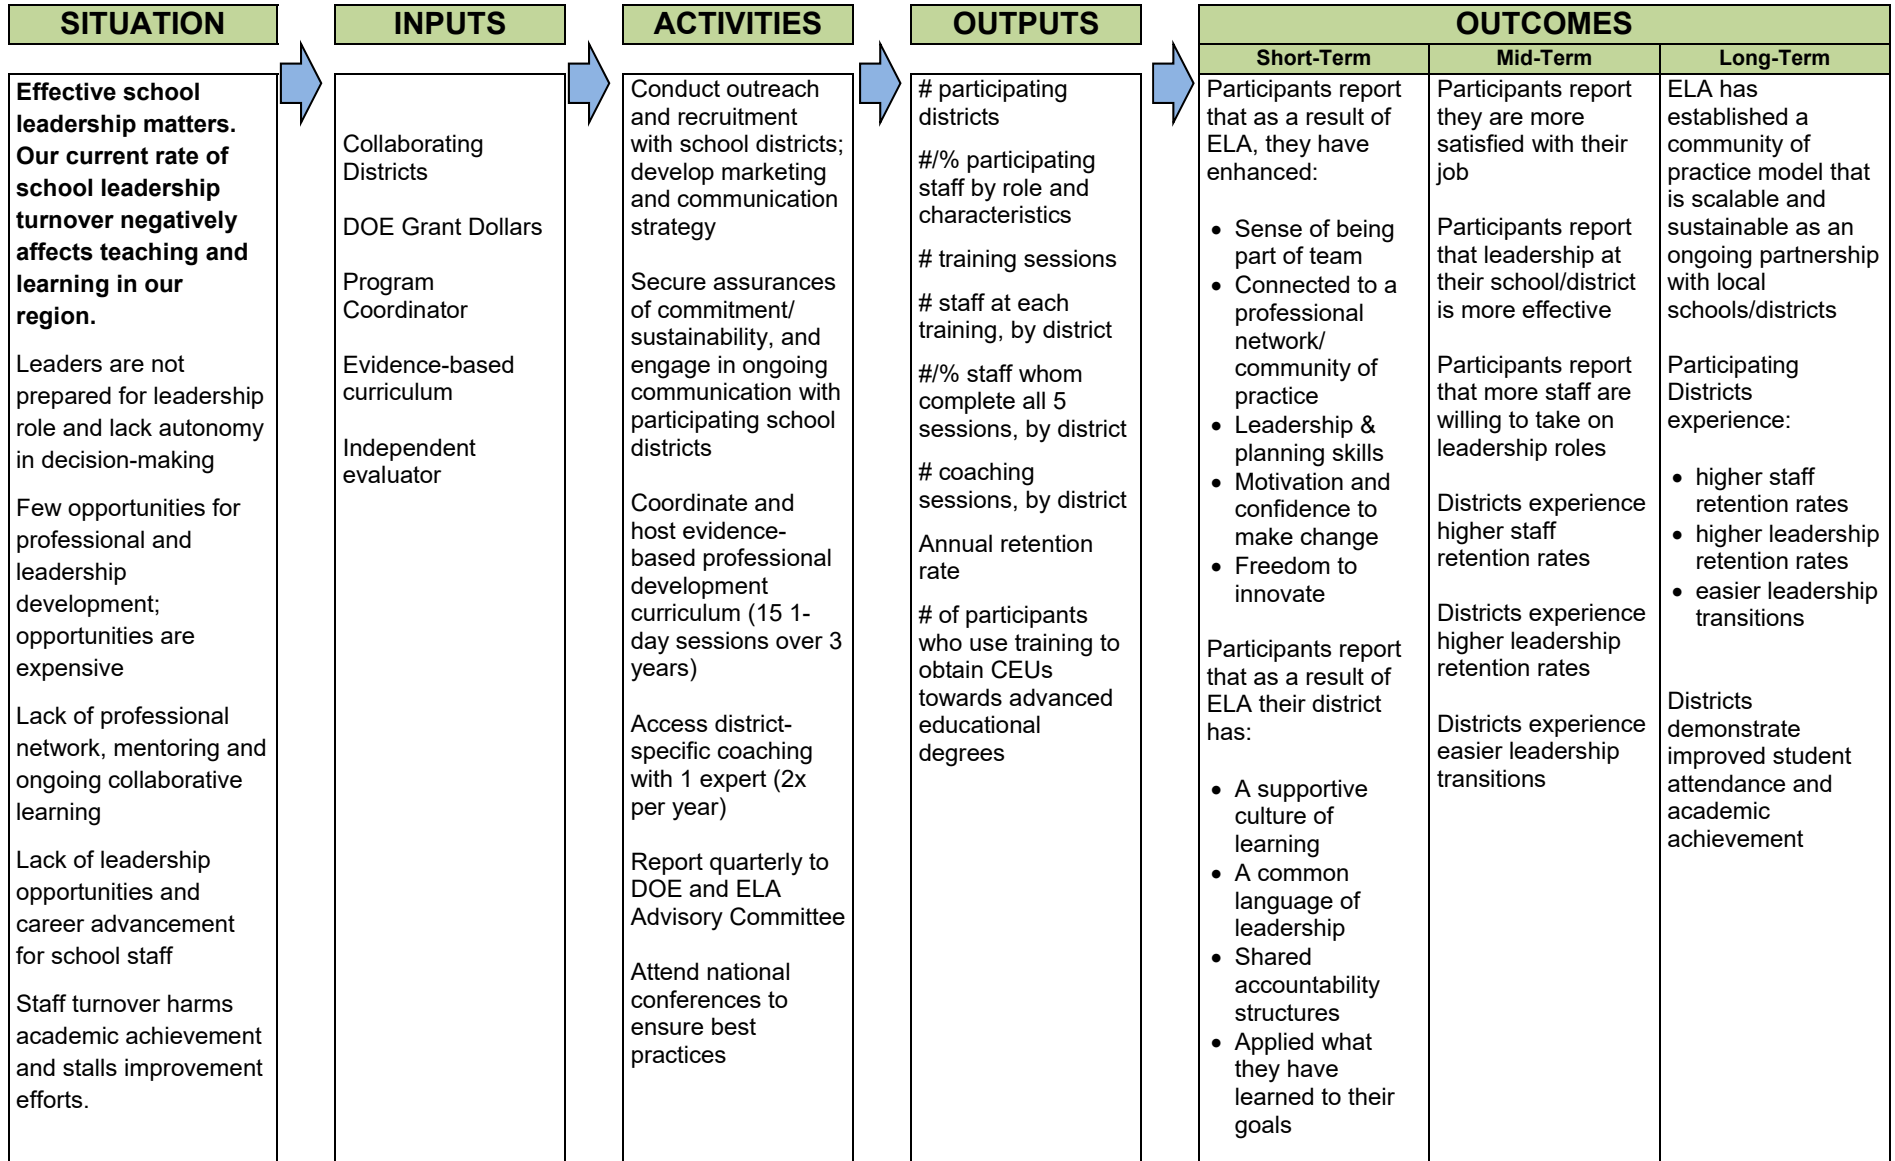 SITUATION
Effective school
leadership matters.
Our current rate of
school leadership
turnover negatively
affects teaching and
learning in our
region.
Leaders are not
prepared for leadership
role and lack autonomy
in decision-making
Few opportunities for
professional and
leadership
development;
opportunities are
expensive
Lack of professional
network, mentoring and
ongoing collaborative
learning
Lack of leadership
opportunities and
career advancement
for school staff
Staff turnover harms
academic achievement
and stalls improvement
efforts.
INPUTS
Collaborating
Districts
DOE Grant Dollars
Program
Coordinator
Evidence-based
curriculum
Independent
evaluator
ACTIVITIES
Conduct outreach
and recruitment
with school districts;
develop marketing
and communication
strategy
Secure assurances
of commitment/
sustainability, and
engage in ongoing
communication with
participating school
districts
Coordinate and
host evidence-
based professional
development
curriculum (15 1-
day sessions over 3
years)
Access district-
specific coaching
with 1 expert (2x
per year)
Report quarterly to
DOE and ELA
Advisory Committee
Attend national
conferences to
ensure best
practices
OUTPUTS
# participating
districts
#/% participating
staff by role and
characteristics
# training sessions
# staff at each
training, by district
#/% staff whom
complete all 5
sessions, by district
# coaching
sessions, by district
Annual retention
rate
# of participants
who use training to
obtain CEUs
towards advanced
educational
degrees
OUTCOMES
Short-Term
Participants report
that as a result of
ELA, they have
enhanced:
• Sense of being
part of team
• Connected to a
professional
network/
community of
practice
• Leadership &
planning skills
• Motivation and
confidence to
make change
• Freedom to
innovate
Participants report
that as a result of
ELA their district
has:
• A supportive
culture of
learning
• A common
language of
leadership
• Shared
accountability
structures
• Applied what
they have
learned to their
goals
Mid-Term
Participants report
they are more
satisfied with their
job
Participants report
that leadership at
their school/district
is more effective
Participants report
that more staff are
willing to take on
leadership roles
Districts experience
higher staff
retention rates
Districts experience
higher leadership
retention rates
Districts experience
easier leadership
transitions
Long-Term
ELA has
established a
community of
practice model that
is scalable and
sustainable as an
ongoing partnership
with local
schools/districts
Participating
Districts
experience:
• higher staff
retention rates
• higher leadership
retention rates
• easier leadership
transitions
Districts
demonstrate
improved student
attendance and
academic
achievement